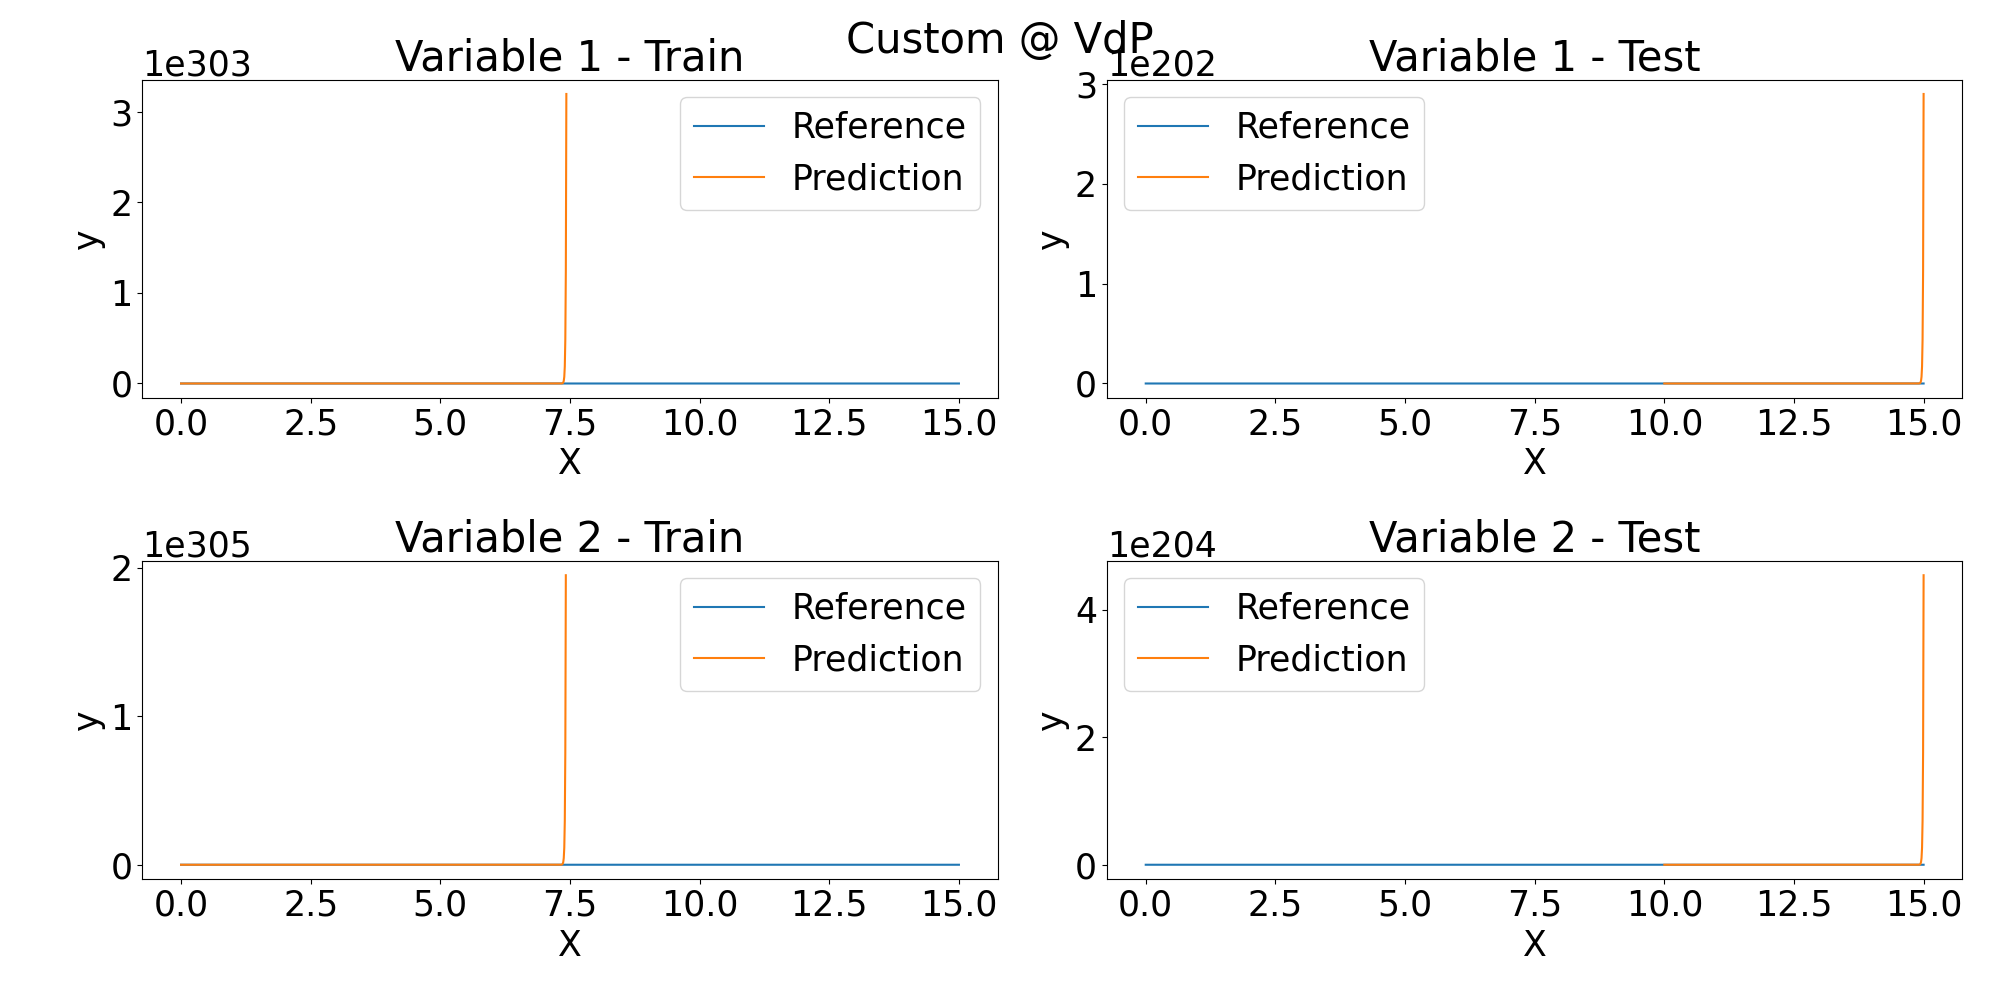 Custom @ VdP
Variable 1 - Train
1e303
3
2
1
0
y
Reference
Prediction
0.0 2.5 5.0 7.5 10.0 12.5 15.0
X
Variable 1 - Test
1e202
3
2
1
0
y
Reference
Prediction
0.0 2.5 5.0 7.5 10.0 12.5 15.0
X
Variable 2 - Train
1e305
2
1
0
y
Reference
Prediction
0.0 2.5 5.0 7.5 10.0 12.5 15.0
X
Variable 2 - Test
1e204
4
2
0
y
Reference
Prediction
0.0 2.5 5.0 7.5 10.0 12.5 15.0
X